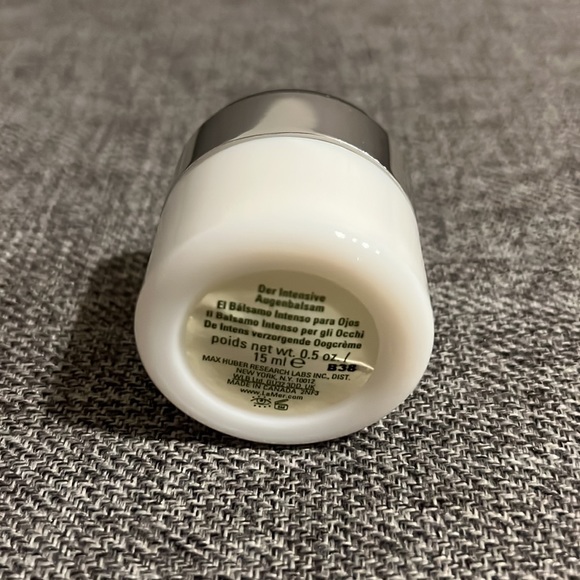 Der Intensive
Augenbalsam
El Bálsamo Intenso para Ojos
Il Balsamo Intenso per gli Occhi
De Intens verzorgende Oogcrème
poids net wt. 0.5 oz /
15 ml e
B38
MAX HUBER RESEARCH LABS INC., DIST.
NEW YORK, N.Y. 10012
MADE IN CANADA 2NF3
www.LaMer.com